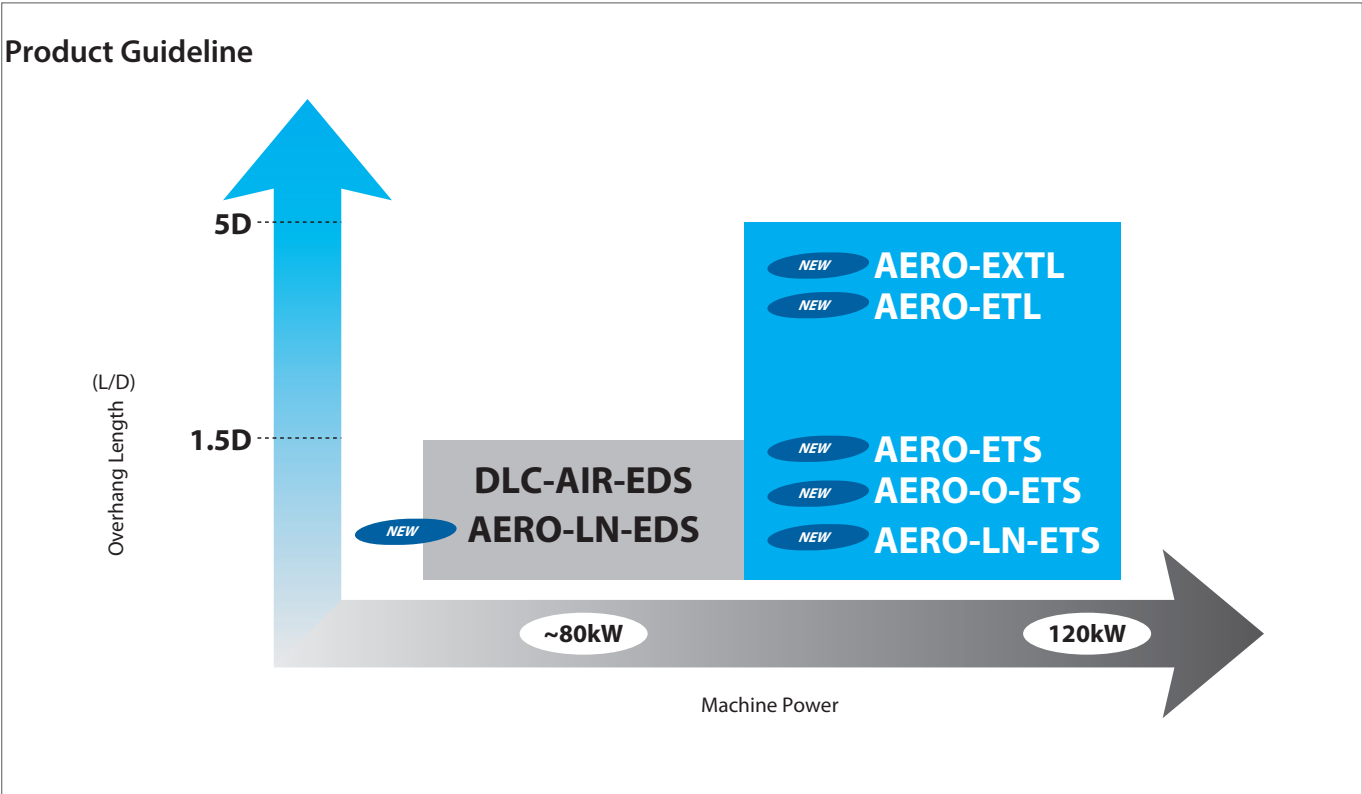 Product Guideline
5D
NEW AERO-EXTL
NEW AERO-ETL
(L/D)
Overhang Length
1.5D
NEW AERO-ETS
DLC-AIR-EDS
NEW AERO-O-ETS
NEW AERO-LN-EDS
NEW AERO-LN-ETS
~80kW
120kW
Machine Power